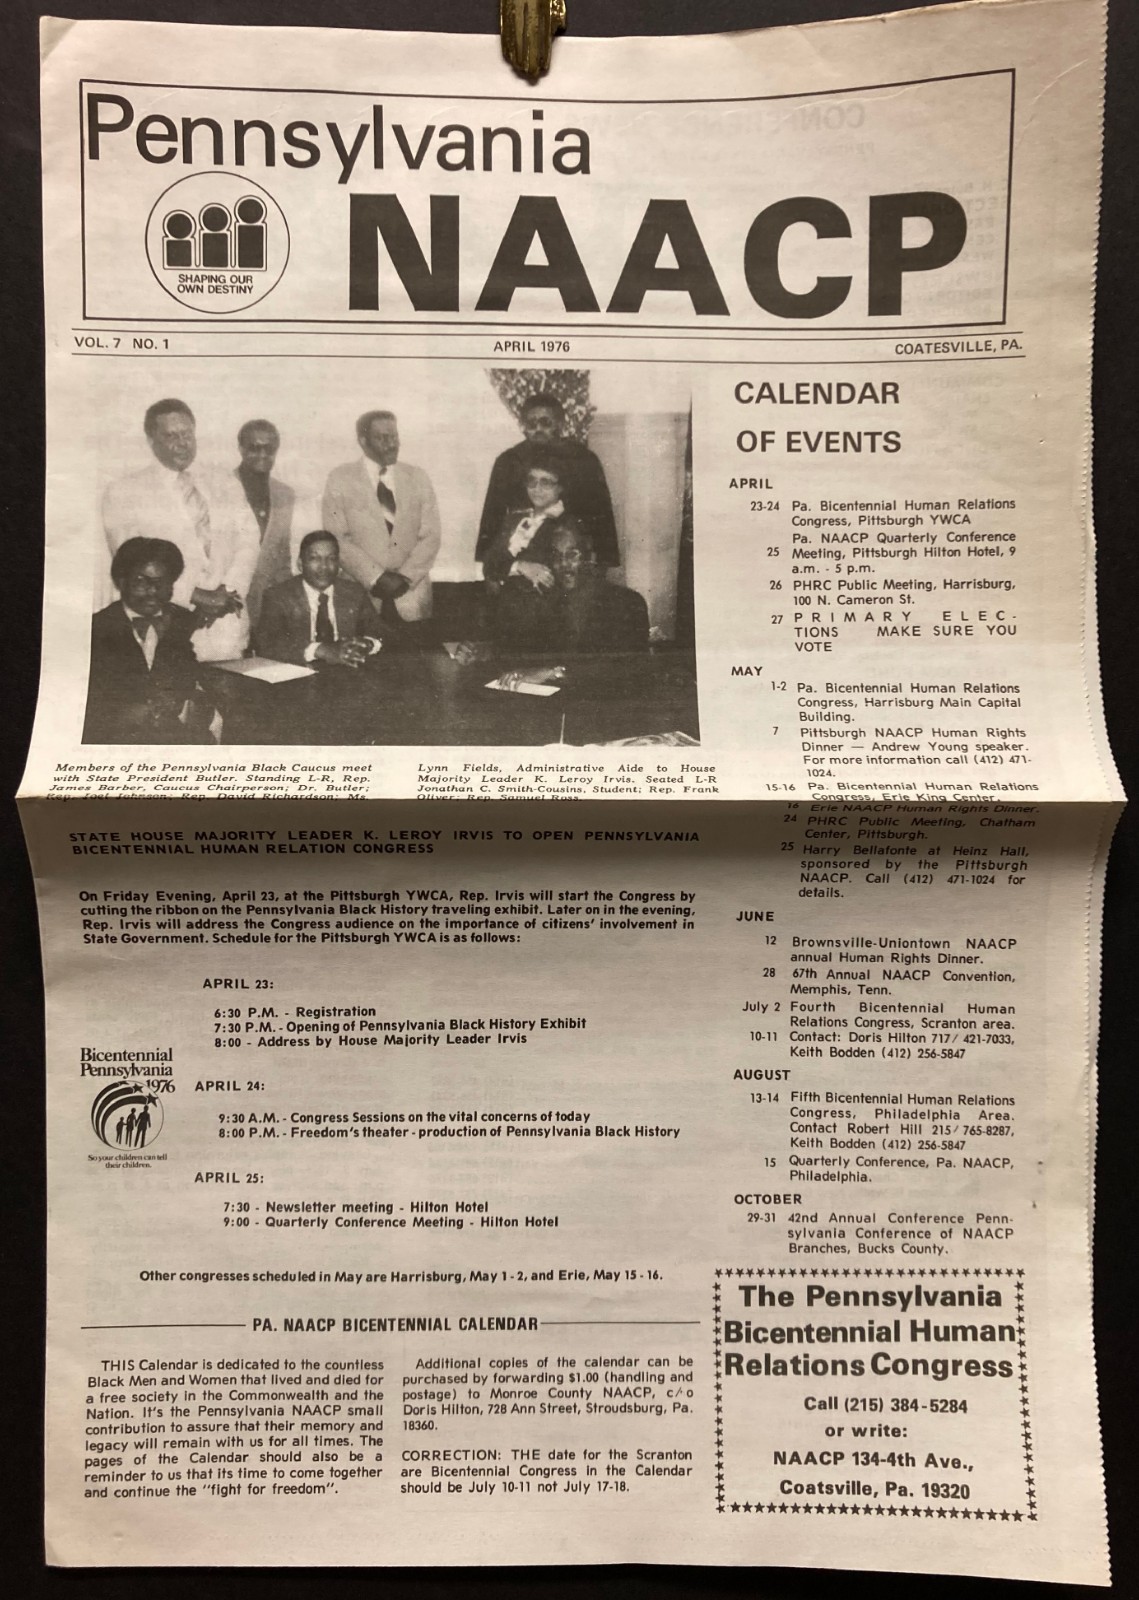 Pennsylvania
NAACP
SHAPING OUR
OWN DESTINY
VOL. 7 NO. 1
APRIL 1976
COATESVILLE, PA.
Members of the Pennsylvania Black Caucus meet
with State President Butler. Standing L-R, Rep.
James Barber, Caucus Chairperson; Dr. Butler;
Rep. Joel Johnson; Rep. David Richardson; Ms.
Lynn Fields, Administrative Aide to House
Majority Leader K. Leroy Irvis. Seated L-R
Jonathan C. Smith-Cousins, Student; Rep. Frank
Oliver; Rep. Samuel Ross.
STATE HOUSE MAJORITY LEADER K. LEROY IRVIS TO OPEN PENNSYLVANIA
BICENTENNIAL HUMAN RELATION CONGRESS
On Friday Evening, April 23, at the Pittsburgh YWCA, Rep. Irvis will start the Congress by
cutting the ribbon on the Pennsylvania Black History traveling exhibit. Later on in the evening,
Rep. Irvis will address the Congress audience on the importance of citizens' involvement in
State Government. Schedule for the Pittsburgh YWCA is as follows:
APRIL 23:
6:30 P.M. - Registration
7:30 P.M. - Opening of Pennsylvania Black History Exhibit
8:00 - Address by House Majority Leader Irvis
Bicentennial
Pennsylvania
1976
So your children can tell
their children.
APRIL 24:
9:30 A.M. - Congress Sessions on the vital concerns of today
8:00 P.M. - Freedom's theater - production of Pennsylvania Black History
APRIL 25:
7:30 - Newsletter meeting - Hilton Hotel
9:00 - Quarterly Conference Meeting - Hilton Hotel
Other congresses scheduled in May are Harrisburg, May 1 - 2, and Erie, May 15 - 16.
PA. NAACP BICENTENNIAL CALENDAR
THIS Calendar is dedicated to the countless
Black Men and Women that lived and died for
a free society in the Commonwealth and the
Nation. It's the Pennsylvania NAACP small
contribution to assure that their memory and
legacy will remain with us for all times. The
pages of the Calendar should also be a
reminder to us that its time to come together
and continue the "fight for freedom".
Additional copies of the calendar can be
purchased by forwarding $1.00 (handling and
postage) to Monroe County NAACP, c/o
Doris Hilton, 728 Ann Street, Stroudsburg, Pa.
18360.
CORRECTION: THE date for the Scranton
are Bicentennial Congress in the Calendar
should be July 10-11 not July 17-18.
CALENDAR
OF EVENTS
APRIL
23-24 Pa. Bicentennial Human Relations
Congress, Pittsburgh YWCA
Pa. NAACP Quarterly Conference
25 Meeting, Pittsburgh Hilton Hotel, 9
a.m. - 5 p.m.
26 PHRC Public Meeting, Harrisburg,
100 N. Cameron St.
27 PRIMARY ELEC-
TIONS MAKE SURE YOU
VOTE
MAY
1-2 Pa. Bicentennial Human Relations
Congress, Harrisburg Main Capital
Building.
7 Pittsburgh NAACP Human Rights
Dinner — Andrew Young speaker.
For more information call (412) 471-
1024.
15-16 Pa. Bicentennial Human Relations
Congress, Erie King Center.
16 Erie NAACP Human Rights Dinner.
24 PHRC Public Meeting, Chatham
Center, Pittsburgh.
25 Harry Bellafonte at Heinz Hall,
sponsored by the Pittsburgh
NAACP. Call (412) 471-1024 for
details.
JUNE
12 Brownsville-Uniontown NAACP
annual Human Rights Dinner.
28 67th Annual NAACP Convention,
Memphis, Tenn.
July 2 Fourth Bicentennial Human
Relations Congress, Scranton area.
10-11 Contact: Doris Hilton 717/ 421-7033,
Keith Bodden (412) 256-5847
AUGUST
13-14 Fifth Bicentennial Human Relations
Congress, Philadelphia Area.
Contact Robert Hill 215/ 765-8287,
Keith Bodden (412) 256-5847
15 Quarterly Conference, Pa. NAACP,
Philadelphia.
OCTOBER
29-31 42nd Annual Conference Penn-
sylvania Conference of NAACP
Branches, Bucks County.
The Pennsylvania
Bicentennial Human
Relations Congress
Call (215) 384-5284
or write:
NAACP 134-4th Ave.,
Coatsville, Pa. 19320